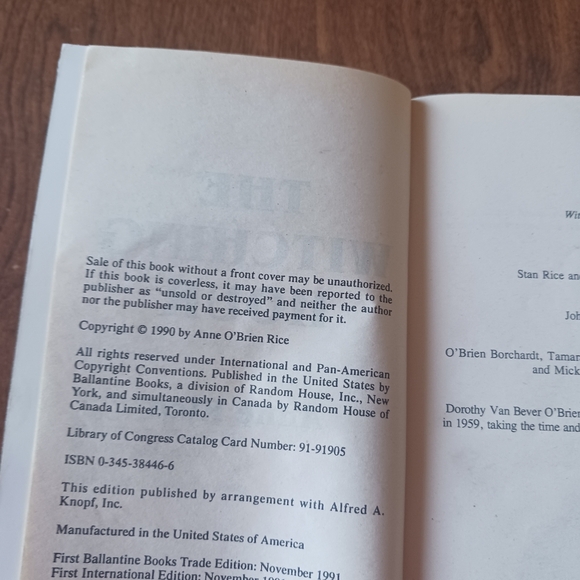 THE
WITCHING
Sale of this book without a front cover may be unauthorized.
If this book is coverless, it may have been reported to the
publisher as “unsold or destroyed” and neither the author
nor the publisher may have received payment for it.
Copyright © 1990 by Anne O'Brien Rice
All rights reserved under International and Pan-American
Copyright Conventions. Published in the United States by
Ballantine Books, a division of Random House, Inc., New
York, and simultaneously in Canada by Random House of
Canada Limited, Toronto.
Library of Congress Catalog Card Number: 91-91905
ISBN 0-345-38446-6
This edition published by arrangement with Alfred A.
Knopf, Inc.
Manufactured in the United States of America
First Ballantine Books Trade Edition: November 1991
First International Edition: November
Stan Rice
O'Brien Borchardt,
and
Dorothy Van Bever
in 1959, taking the time and